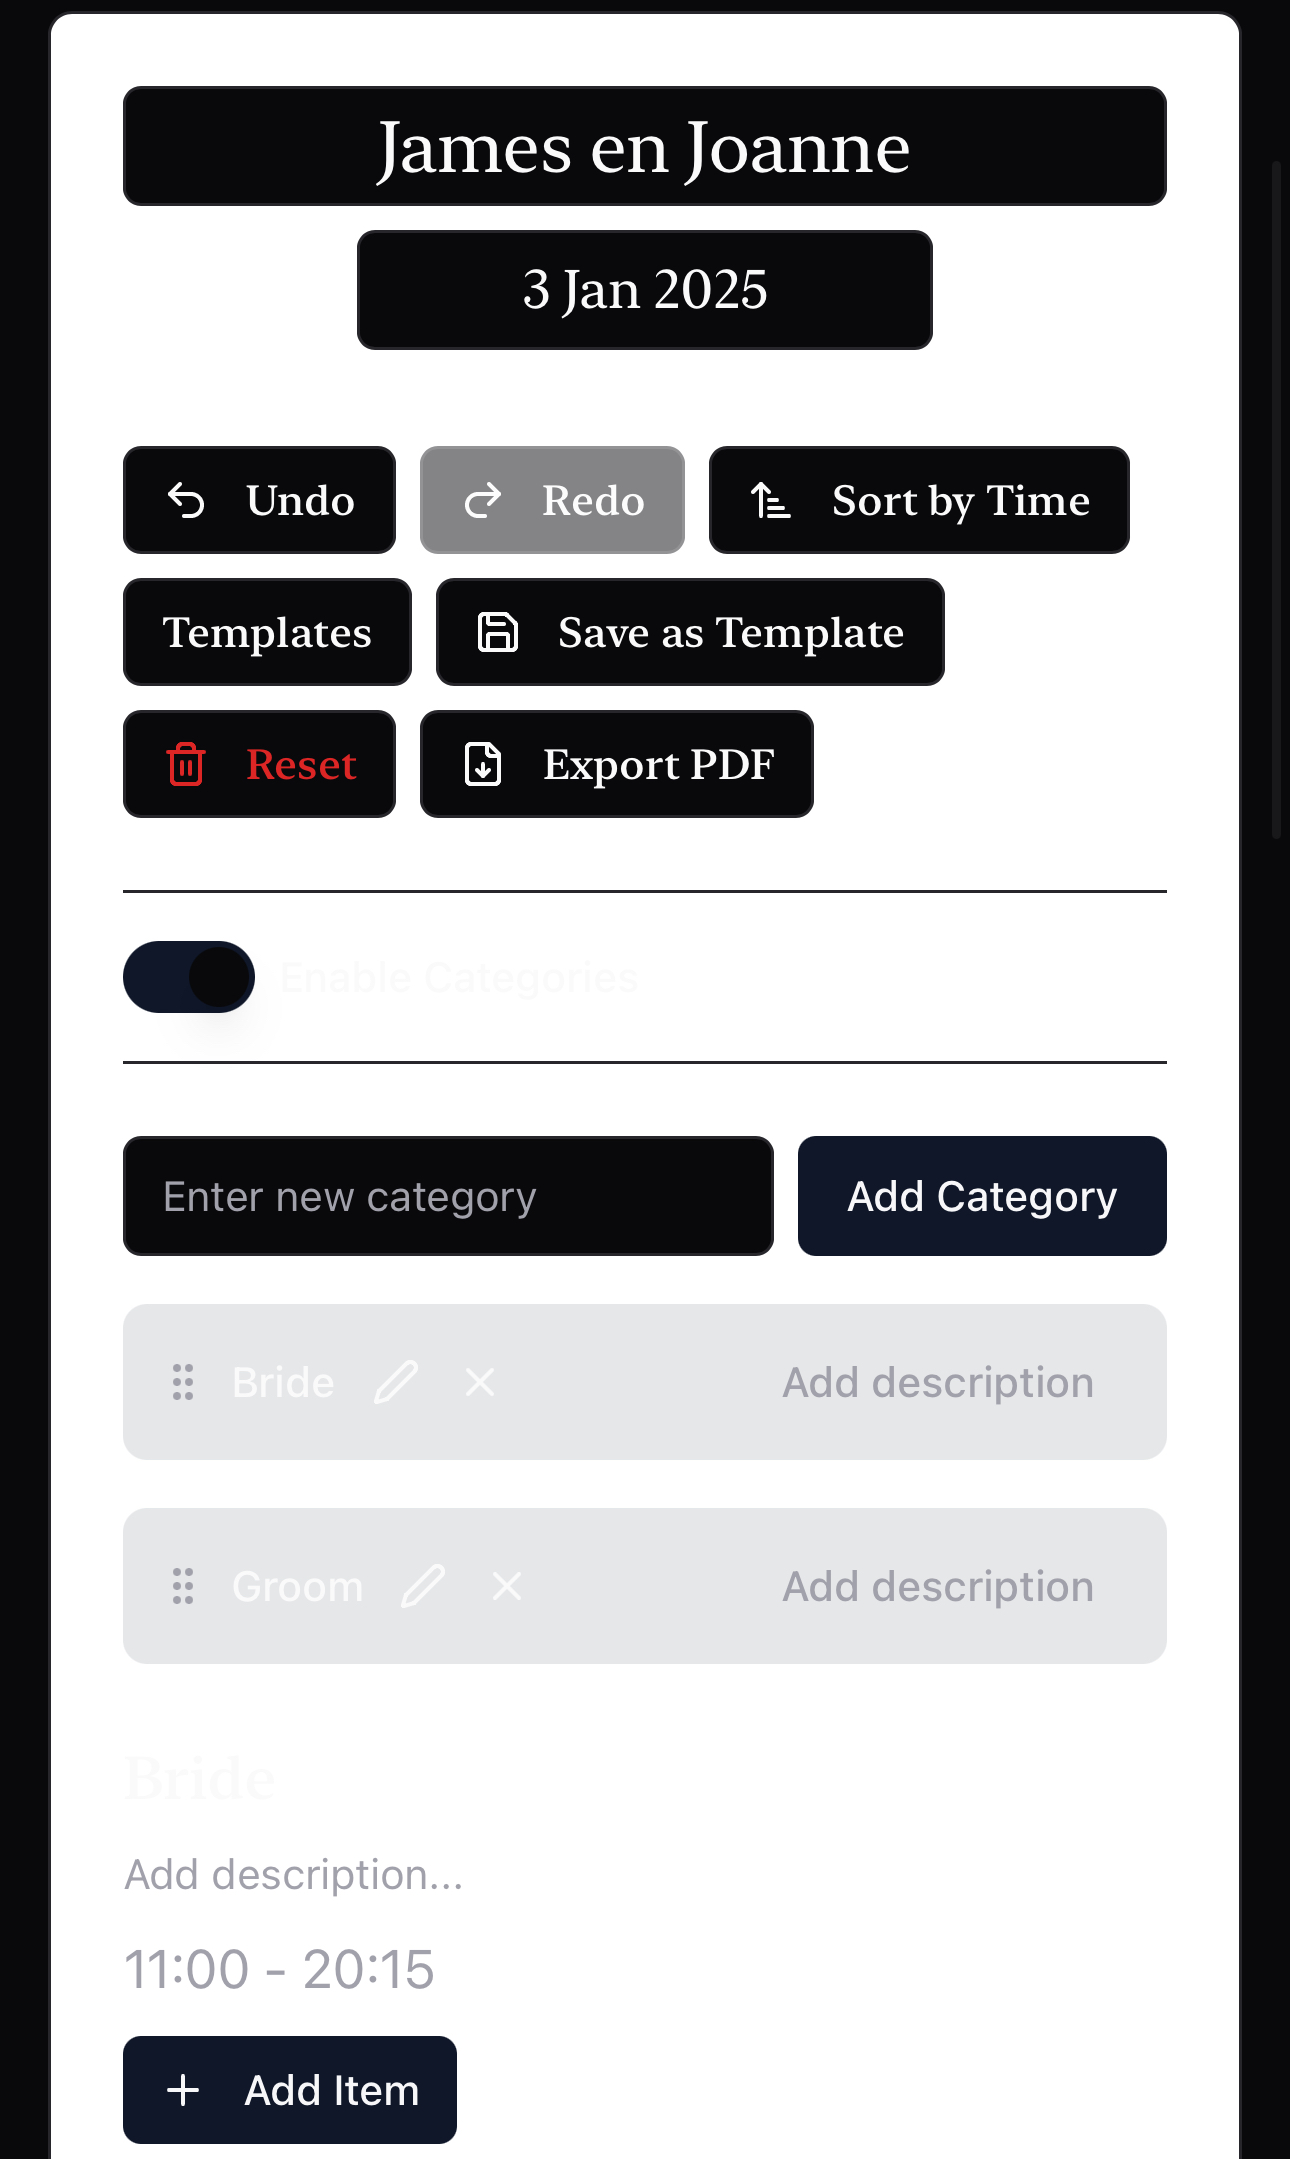 James en Joanne
3 Jan 2025
Undo
Redo
Sort by Time
Templates
Save as Template
Reset
Export PDF
Enable Categories
Enter new category
Add Category
Bride
Add description
Groom
Add description
Bride
Add description...
11:00 - 20:15
Add Item